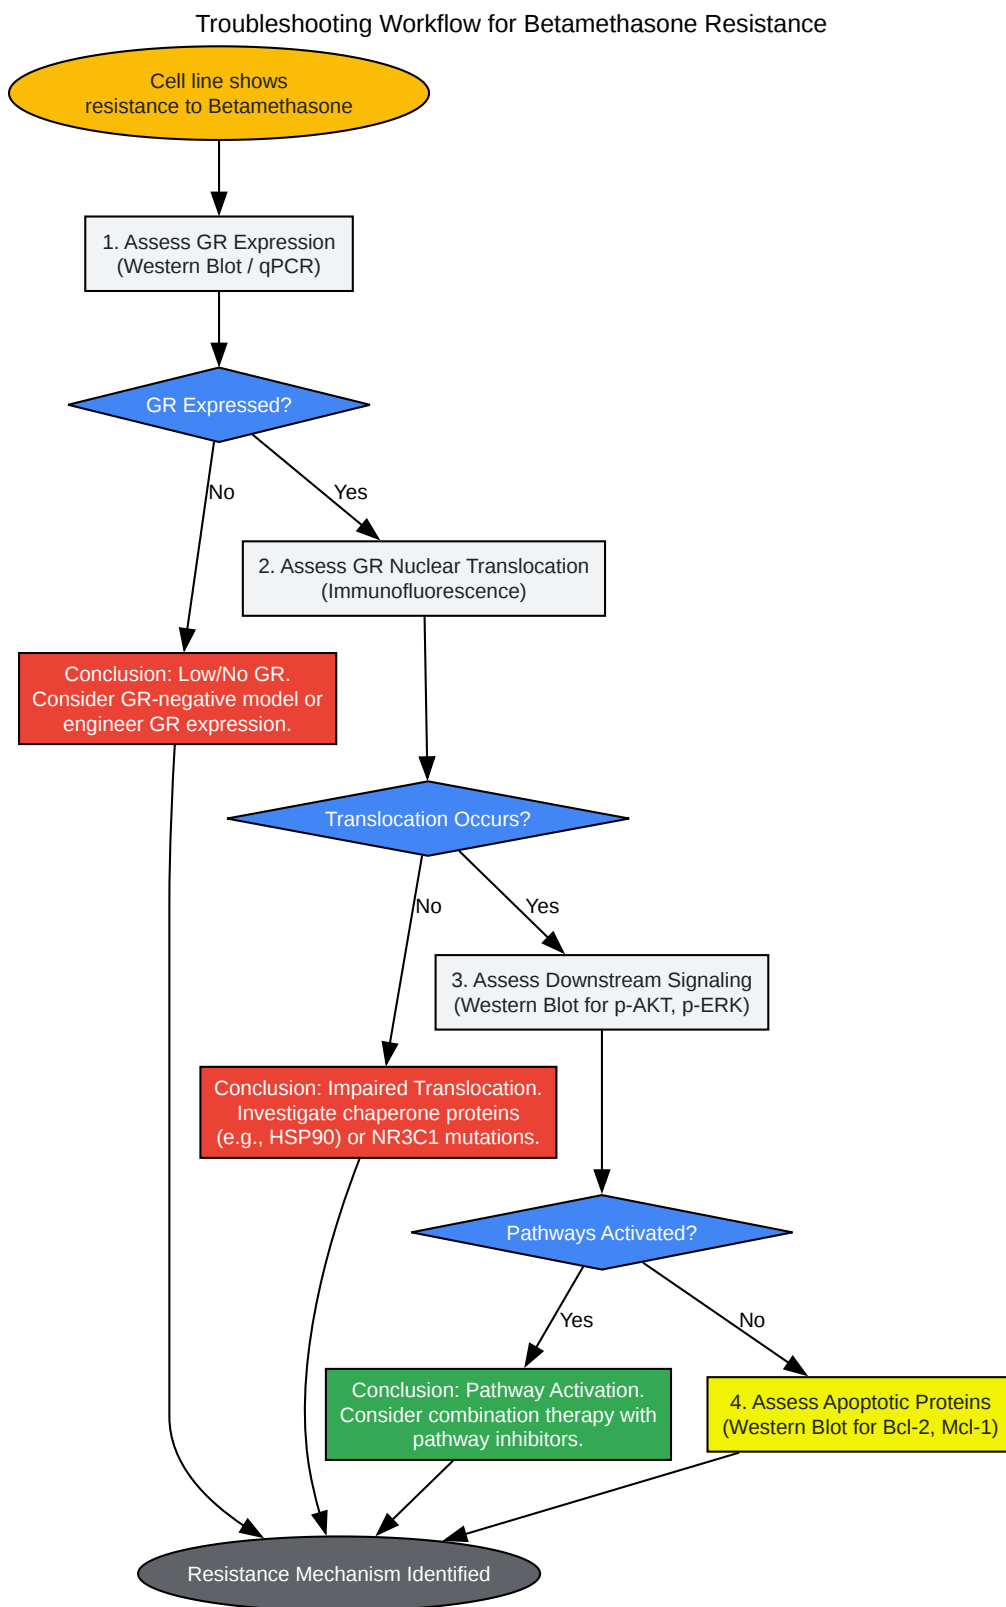 Troubleshooting Workflow for Betamethasone Resistance
Cell line shows
resistance to Betamethasone
1. Assess GR Expression
(Western Blot / qPCR)
GR Expressed?
No
Yes
2. Assess GR Nuclear Translocation
(Immunofluorescence)
Conclusion: Low/No GR.
Consider GR-negative model or
engineer GR expression.
Translocation Occurs?
No
Yes
3. Assess Downstream Signaling
(Western Blot for p-AKT, p-ERK)
Conclusion: Impaired Translocation.
Investigate chaperone proteins
(e.g., HSP90) or NR3C1 mutations.
Pathways Activated?
Yes
No
Conclusion: Pathway Activation.
Consider combination therapy with
pathway inhibitors.
4. Assess Apoptotic Proteins
(Western Blot for Bcl-2, Mcl-1)
Resistance Mechanism Identified